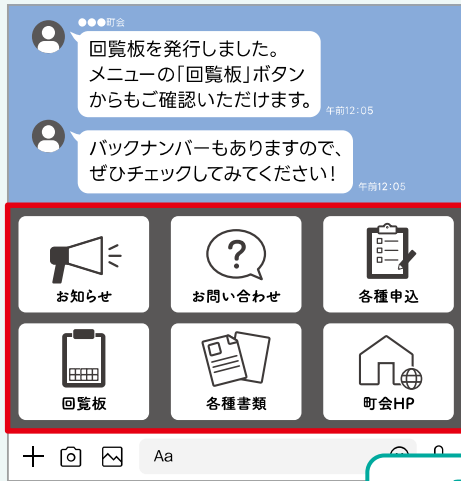 ●●●町会
回覧板を発行しました。
メニューの「回覧板」ボタン
からもご確認いただけます。
午前12:05
バックナンバーもありますので、
ぜひチェックしてみてください!
午前12:05
お知らせ
お問い合わせ
各種申込
回覧板
各種書類
町会HP
Aa